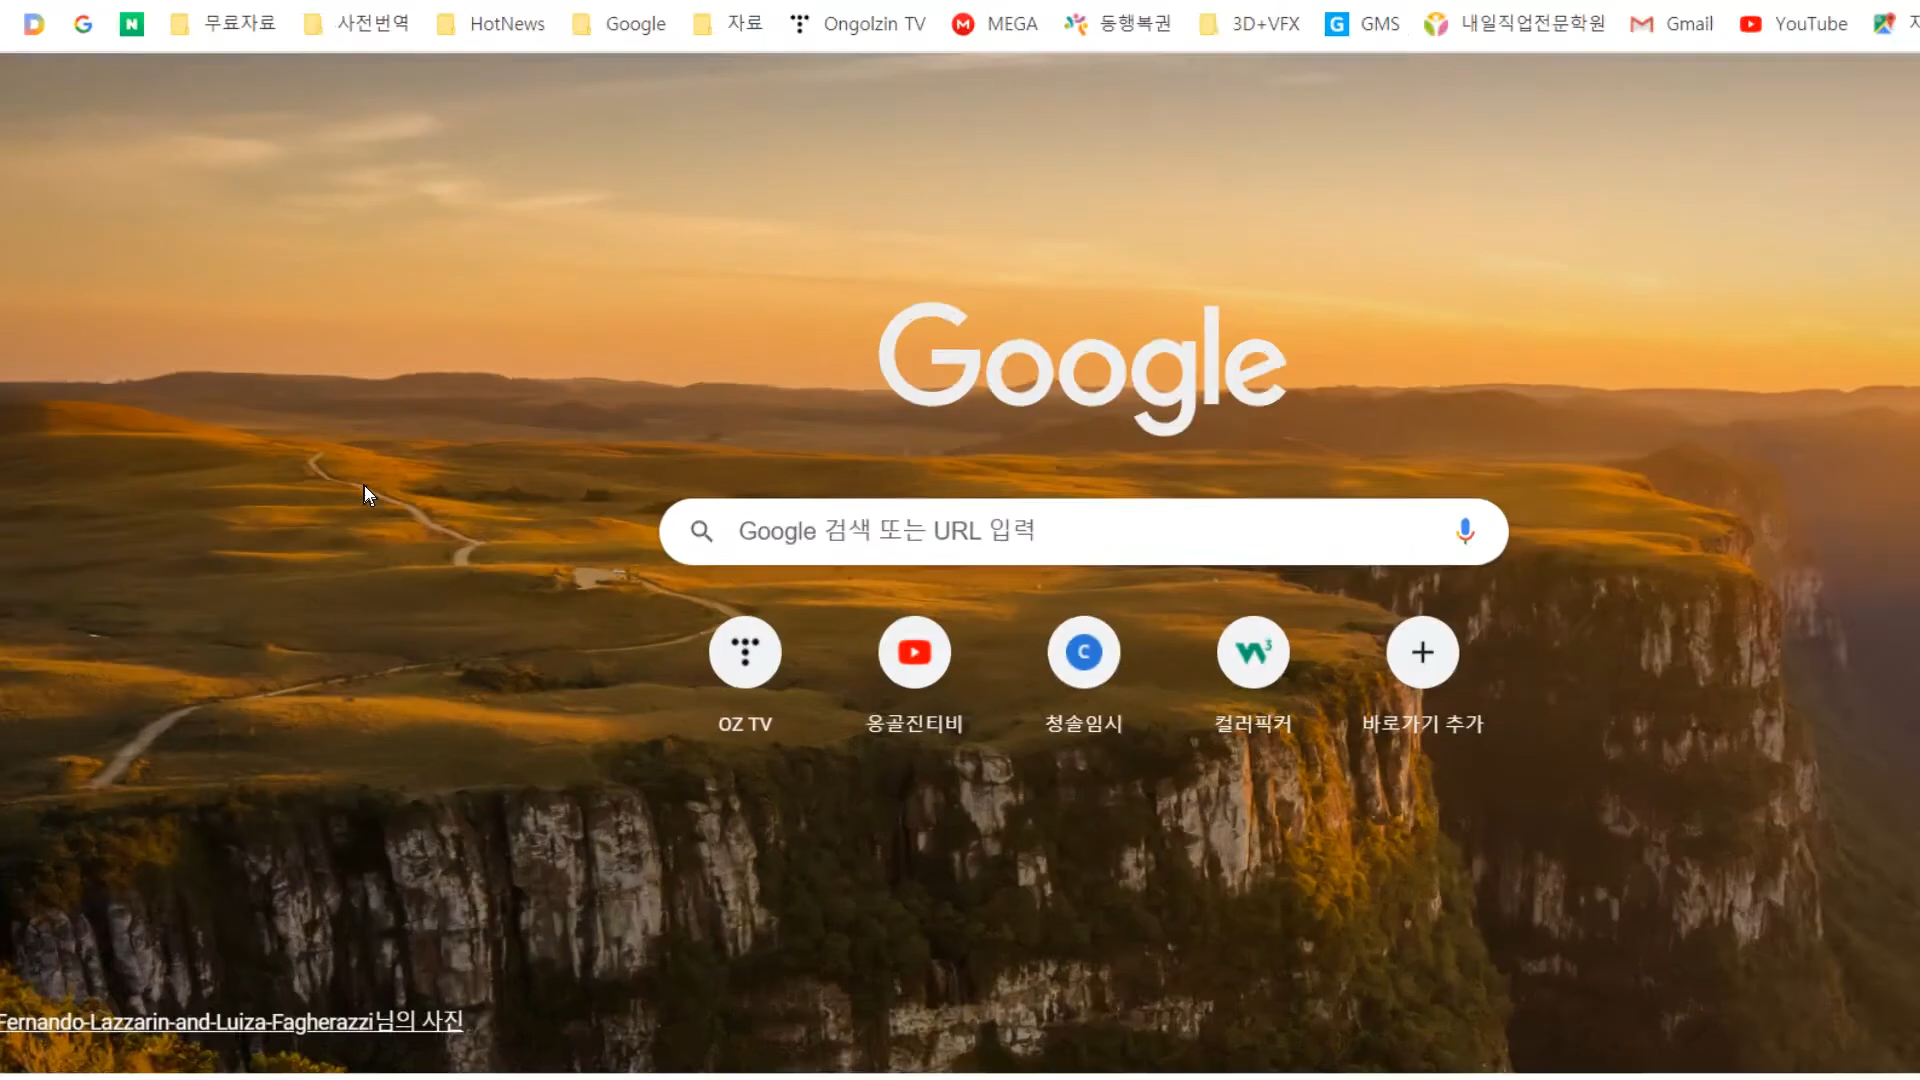 무료자료 사전번역 HotNews Google 자료 Ongolzin TV MEGA 동행복권 3D+VFX GMS 내일직업전문학원 Gmail YouTube
Google
Google 검색 또는 URL 입력
OZ TV 옹골진티비 청솔임시 컬러픽커 바로가기 추가
Fernando-Lazzarin-and-Luiza-Fagherazzi님의 사진